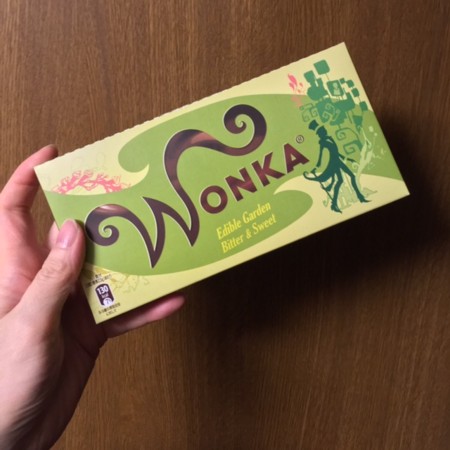 WONKA®
Edible Garden
Bitter & Sweet
130